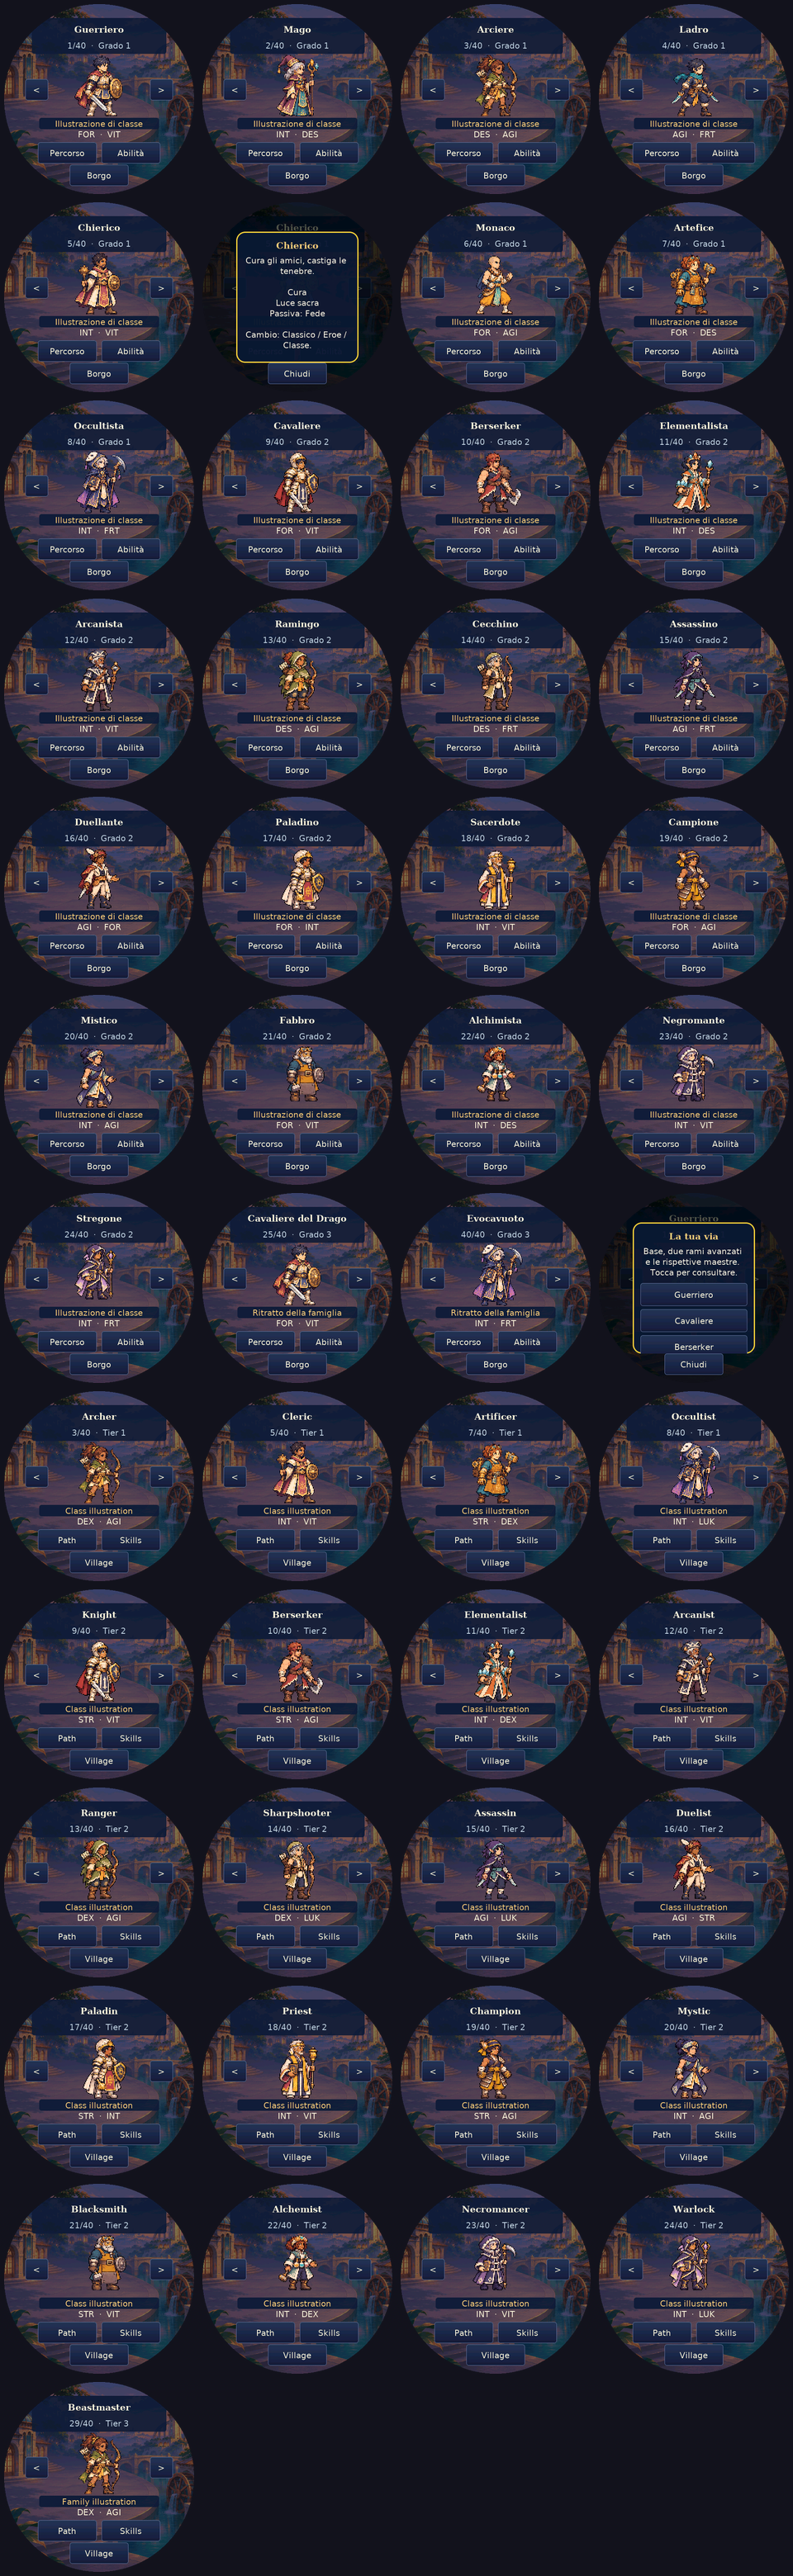 Guerriero
1/40 · Grado 1
<
>
Illustrazione di classe
FOR · VIT
Percorso
Abilità
Borgo
Mago
2/40 · Grado 1
<
>
Illustrazione di classe
INT · DES
Percorso
Abilità
Borgo
Arciere
3/40 · Grado 1
<
>
Illustrazione di classe
DES · AGI
Percorso
Abilità
Borgo
Ladro
4/40 · Grado 1
<
>
Illustrazione di classe
AGI · FRT
Percorso
Abilità
Borgo
Chierico
5/40 · Grado 1
<
>
Illustrazione di classe
INT · VIT
Percorso
Abilità
Borgo
Chierico
Chierico
Cura gli amici, castiga le
tenebre.
Cura
Luce sacra
Passiva: Fede
Cambio: Classico / Eroe /
Classe.
Chiudi
Monaco
6/40 · Grado 1
<
>
Illustrazione di classe
FOR · AGI
Percorso
Abilità
Borgo
Artefice
7/40 · Grado 1
<
>
Illustrazione di classe
FOR · DES
Percorso
Abilità
Borgo
Occultista
8/40 · Grado 1
<
>
Illustrazione di classe
INT · FRT
Percorso
Abilità
Borgo
Cavaliere
9/40 · Grado 2
<
>
Illustrazione di classe
FOR · VIT
Percorso
Abilità
Borgo
Berserker
10/40 · Grado 2
<
>
Illustrazione di classe
FOR · AGI
Percorso
Abilità
Borgo
Elementalista
11/40 · Grado 2
<
>
Illustrazione di classe
INT · DES
Percorso
Abilità
Borgo
Arcanista
12/40 · Grado 2
<
>
Illustrazione di classe
INT · VIT
Percorso
Abilità
Borgo
Ramingo
13/40 · Grado 2
<
>
Illustrazione di classe
DES · AGI
Percorso
Abilità
Borgo
Cecchino
14/40 · Grado 2
<
>
Illustrazione di classe
DES · FRT
Percorso
Abilità
Borgo
Assassino
15/40 · Grado 2
<
>
Illustrazione di classe
AGI · FRT
Percorso
Abilità
Borgo
Duellante
16/40 · Grado 2
<
>
Illustrazione di classe
AGI · FOR
Percorso
Abilità
Borgo
Paladino
17/40 · Grado 2
<
>
Illustrazione di classe
FOR · INT
Percorso
Abilità
Borgo
Sacerdote
18/40 · Grado 2
<
>
Illustrazione di classe
INT · VIT
Percorso
Abilità
Borgo
Campione
19/40 · Grado 2
<
>
Illustrazione di classe
FOR · AGI
Percorso
Abilità
Borgo
Mistico
20/40 · Grado 2
<
>
Illustrazione di classe
INT · AGI
Percorso
Abilità
Borgo
Fabbro
21/40 · Grado 2
<
>
Illustrazione di classe
FOR · VIT
Percorso
Abilità
Borgo
Alchimista
22/40 · Grado 2
<
>
Illustrazione di classe
INT · DES
Percorso
Abilità
Borgo
Negromante
23/40 · Grado 2
<
>
Illustrazione di classe
INT · VIT
Percorso
Abilità
Borgo
Stregone
24/40 · Grado 2
<
>
Illustrazione di classe
INT · FRT
Percorso
Abilità
Borgo
Cavaliere del Drago
25/40 · Grado 3
<
>
Ritratto della famiglia
FOR · VIT
Percorso
Abilità
Borgo
Evocavuoto
40/40 · Grado 3
<
>
Ritratto della famiglia
INT · FRT
Percorso
Abilità
Borgo
Guerriero
La tua via
Base, due rami avanzati
e le rispettive maestre.
Tocca per consultare.
Guerriero
Cavaliere
Berserker
Chiudi
Archer
3/40 · Tier 1
<
>
Class illustration
DEX · AGI
Path
Skills
Village
Cleric
5/40 · Tier 1
<
>
Class illustration
INT · VIT
Path
Skills
Village
Artificer
7/40 · Tier 1
<
>
Class illustration
STR · DEX
Path
Skills
Village
Occultist
8/40 · Tier 1
<
>
Class illustration
INT · LUK
Path
Skills
Village
Knight
9/40 · Tier 2
<
>
Class illustration
STR · VIT
Path
Skills
Village
Berserker
10/40 · Tier 2
<
>
Class illustration
STR · AGI
Path
Skills
Village
Elementalist
11/40 · Tier 2
<
>
Class illustration
INT · DEX
Path
Skills
Village
Arcanist
12/40 · Tier 2
<
>
Class illustration
INT · VIT
Path
Skills
Village
Ranger
13/40 · Tier 2
<
>
Class illustration
DEX · AGI
Path
Skills
Village
Sharpshooter
14/40 · Tier 2
<
>
Class illustration
DEX · LUK
Path
Skills
Village
Assassin
15/40 · Tier 2
<
>
Class illustration
AGI · LUK
Path
Skills
Village
Duelist
16/40 · Tier 2
<
>
Class illustration
AGI · STR
Path
Skills
Village
Paladin
17/40 · Tier 2
<
>
Class illustration
STR · INT
Path
Skills
Village
Priest
18/40 · Tier 2
<
>
Class illustration
INT · VIT
Path
Skills
Village
Champion
19/40 · Tier 2
<
>
Class illustration
STR · AGI
Path
Skills
Village
Mystic
20/40 · Tier 2
<
>
Class illustration
INT · AGI
Path
Skills
Village
Blacksmith
21/40 · Tier 2
<
>
Class illustration
STR · VIT
Path
Skills
Village
Alchemist
22/40 · Tier 2
<
>
Class illustration
INT · DEX
Path
Skills
Village
Necromancer
23/40 · Tier 2
<
>
Class illustration
INT · VIT
Path
Skills
Village
Warlock
24/40 · Tier 2
<
>
Class illustration
INT · LUK
Path
Skills
Village
Beastmaster
29/40 · Tier 3
<
>
Family illustration
DEX · AGI
Path
Skills
Village